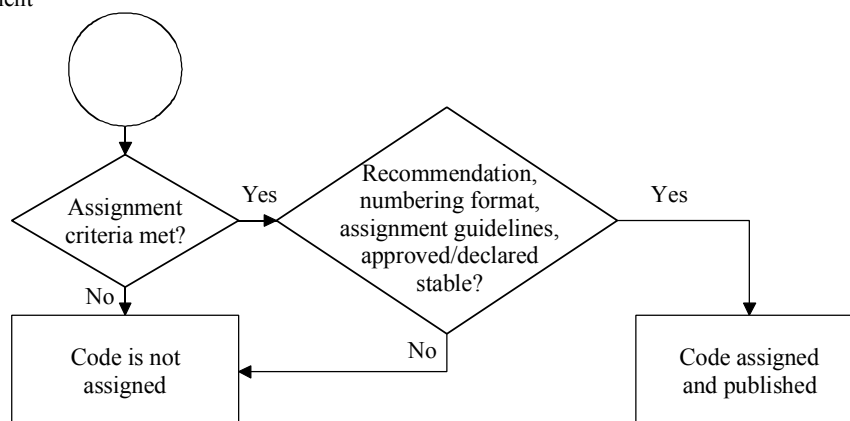 Assignment
criteria met?
Yes
Recommendation,
numbering format,
assignment guidelines,
approved/declared
stable?
Yes
No
No
Code is not
assigned
Code assigned
and published